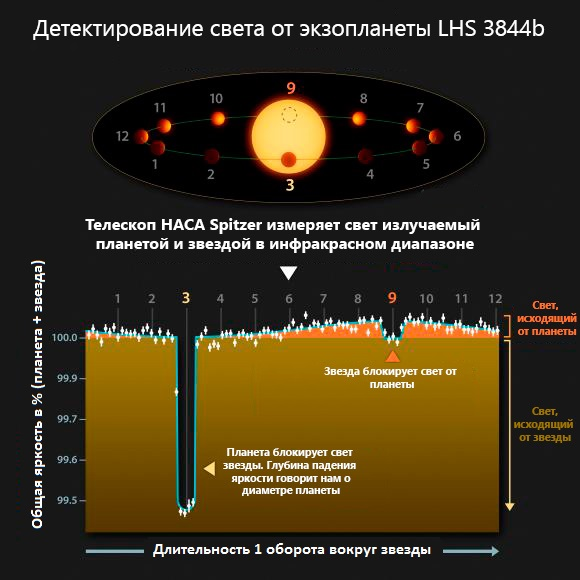 Детектирование света от экзопланеты LHS 3844b
9
10
8
11
7
12
6
1
5
2
4
3
Телескоп НАСА Spitzer измеряет свет излучаемый
планетой и звездой в инфракрасном диапазоне
Общая яркость в % (планета + звезда)
1 2 3 4 5 6 7 8 9 10 11 12
100.0
99.9
99.7
99.6
99.5
Свет,
исходящий
от планеты
Звезда блокирует свет от
планеты
Свет,
исходящий
от звезды
Планета блокирует свет
звезды. Глубина падения
яркости говорит нам о
диаметре планеты
Длительность 1 оборота вокруг звезды